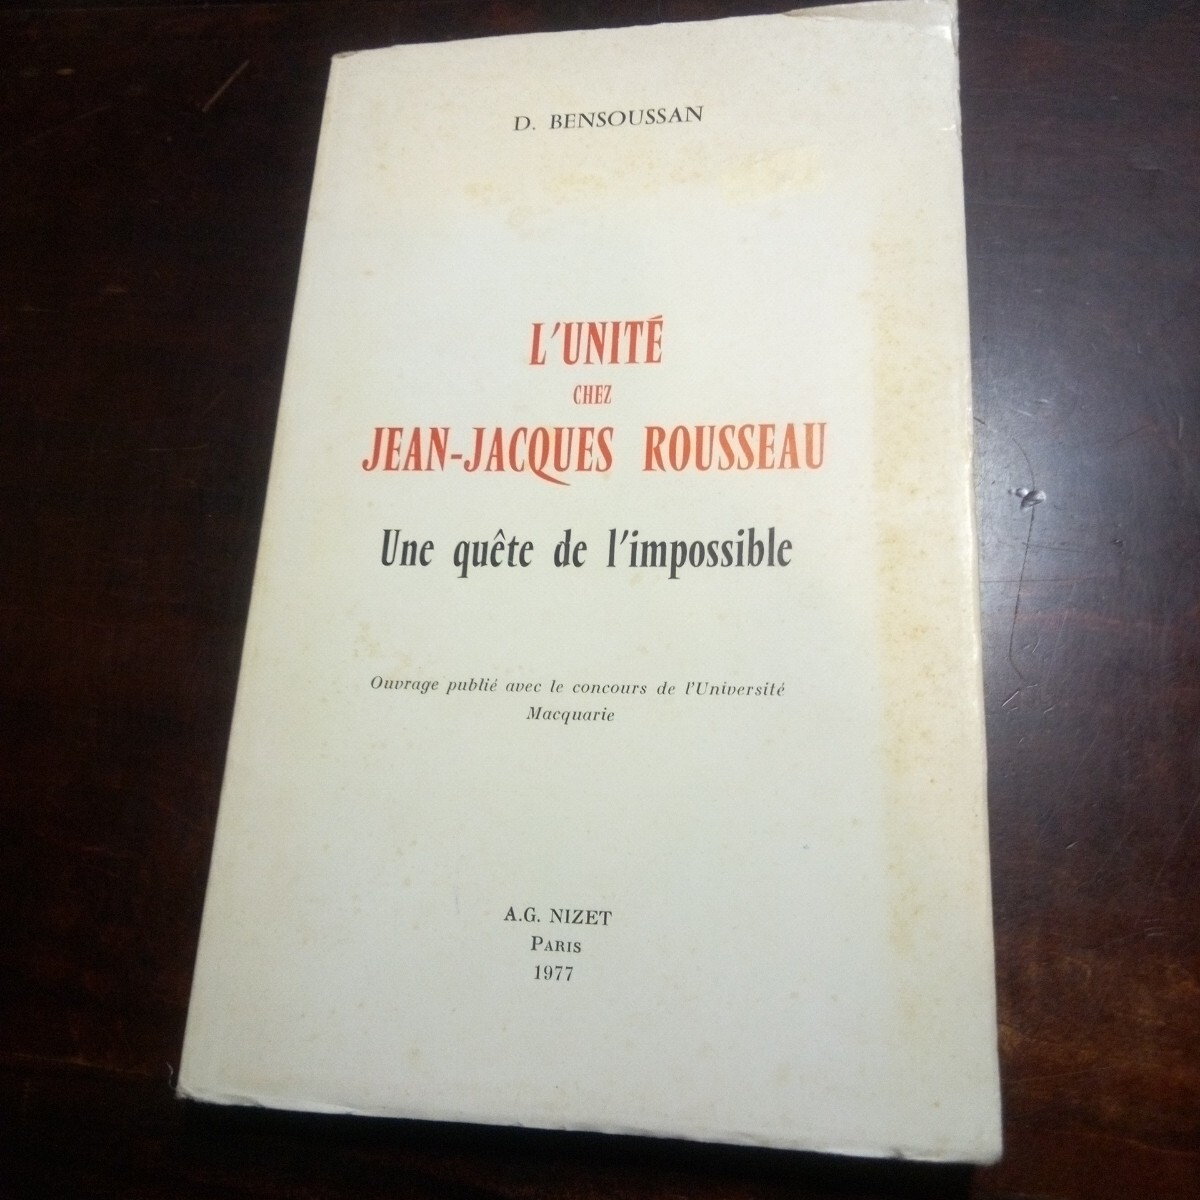 D. BENSOUSSAN
L'UNITÉ
CHEZ
JEAN-JACQUES ROUSSEAU
Une quête de l'impossible
Ouvrage publié avec le concours de l'Université
Macquarie
A.G. NIZET
PARIS
1977